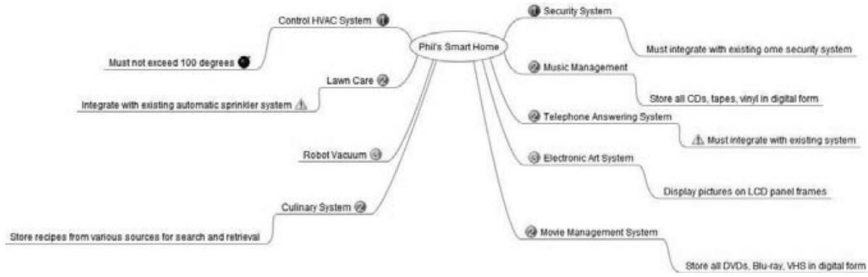 Phil's Smart Home
Control HVAC System
Must not exceed 100 degrees
Lawn Care
Integrate with existing automatic sprinkler system
Robot Vacuum
Culinary System
Store recipes from various sources for search and retrieval
Security System
Must integrate with existing ome security system
Music Management
Store all CDs, tapes, vinyl in digital form
Telephone Answering System
Must integrate with existing system
Electronic Art System
Display pictures on LCD panel frames
Movie Management System
Store all DVDs, Blu-ray, VHS in digital form